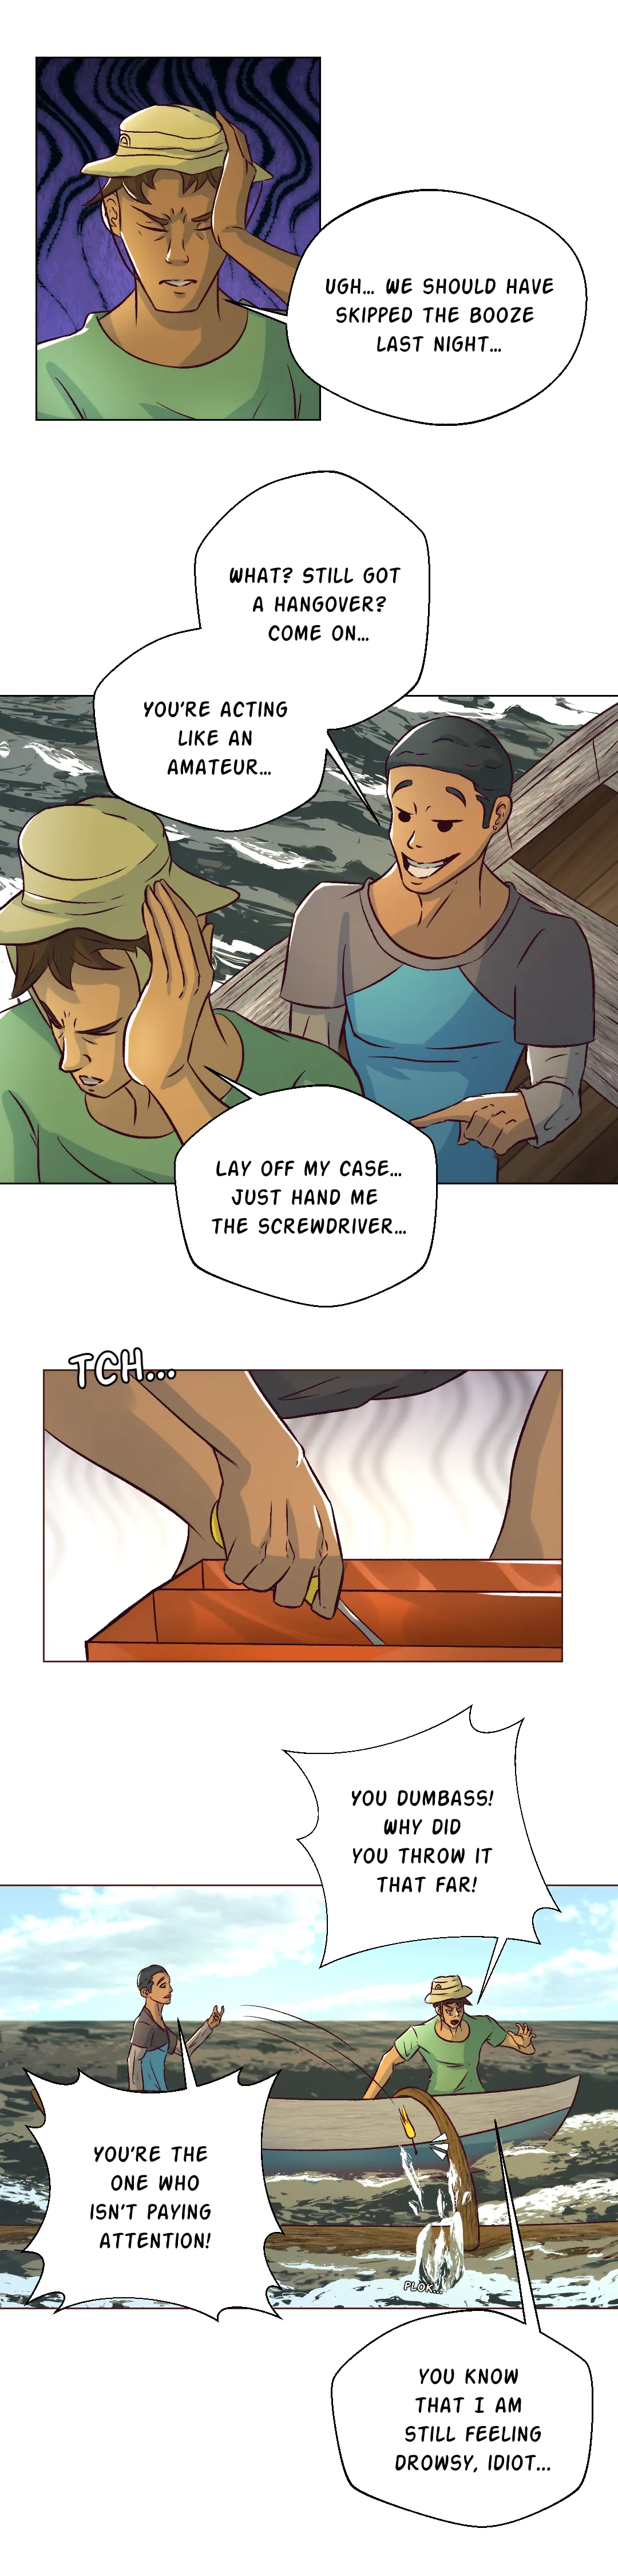 UGH... WE SHOULD HAVE
SKIPPED THE BOOZE
LAST NIGHT...
WHAT? STILL GOT
A HANGOVER?
COME ON...
YOU'RE ACTING
LIKE AN
AMATEUR...
LAY OFF MY CASE...
JUST HAND ME
THE SCREWDRIVER...
TCH...
YOU DUMBASS!
WHY DID
YOU THROW IT
THAT FAR!
YOU'RE THE
ONE WHO
ISN'T PAYING
ATTENTION!
PLOK...
YOU KNOW
THAT I AM
STILL FEELING
DROWSY, IDIOT...